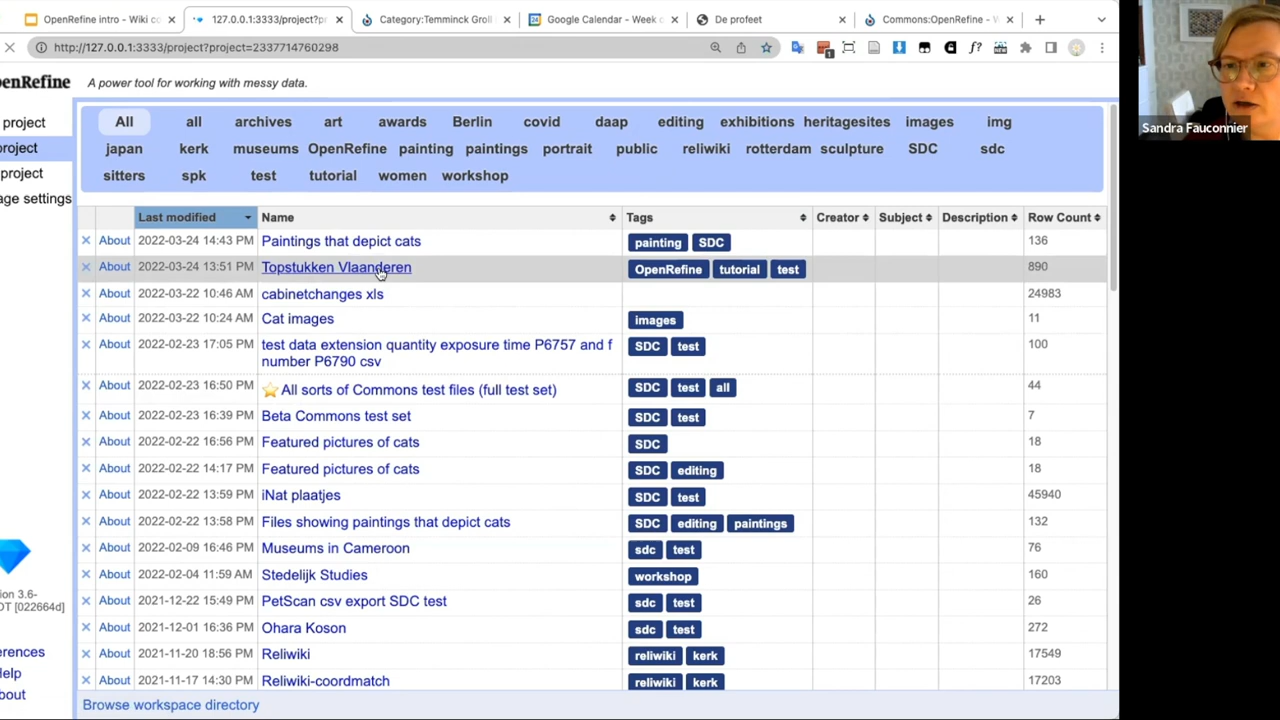 OpenRefine intro - Wiki co
127.0.0.1:3333/project?pr
Category:Temminck Groll
Google Calendar - Week o
De profeet
Commons:OpenRefine - W
http://127.0.0.1:3333/project?project=2337714760298
penRefine A power tool for working with messy data.
project
project
project
age settings
All all archives art awards Berlin covid daap editing exhibitions heritagesites images img
japan kerk museums OpenRefine painting paintings portrait public reliwiki rotterdam sculpture SDC sdc
sitters spk test tutorial women workshop
Last modified Name Tags Creator Subject Description Row Count
About 2022-03-24 14:43 PM Paintings that depict cats painting SDC 136
About 2022-03-24 13:51 PM Topstukken Vlaanderen OpenRefine tutorial test 890
About 2022-03-22 10:46 AM cabinetchanges xls 24983
About 2022-03-22 10:24 AM Cat images images 11
About 2022-02-23 17:05 PM test data extension quantity exposure time P6757 and f SDC test 100
number P6790 csv
About 2022-02-23 16:50 PM All sorts of Commons test files (full test set) SDC test all 44
About 2022-02-23 16:39 PM Beta Commons test set SDC test 7
About 2022-02-22 16:56 PM Featured pictures of cats SDC 18
About 2022-02-22 14:17 PM Featured pictures of cats SDC editing 18
About 2022-02-22 13:59 PM iNat plaatjes SDC test 45940
About 2022-02-22 13:58 PM Files showing paintings that depict cats SDC editing paintings 132
About 2022-02-09 16:46 PM Museums in Cameroon sdc test 76
About 2022-02-04 11:59 AM Stedelijk Studies workshop 160
About 2021-12-22 15:49 PM PetScan csv export SDC test sdc test 26
About 2021-12-01 16:36 PM Ohara Koson sdc test 272
About 2021-11-20 18:56 PM Reliwiki reliwiki kerk 17549
About 2021-11-17 14:30 PM Reliwiki-coordmatch reliwiki kerk 17203
ion 3.6-
OT [022664d]
erences
Help
bout
Browse workspace directory
Sandra Fauconnier